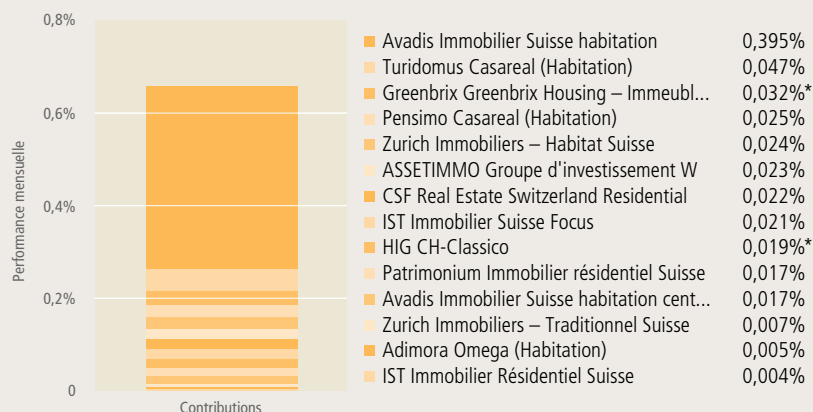 0,8%
0,6%
0,4%
0,2%
0
Performance mensuelle
Contributions
Avadis Immobilier Suisse habitation 0,395%
Turidomus Casareal (Habitation) 0,047%
Greenbrix Greenbrix Housing – Immeubl... 0,032%*
Pensimo Casareal (Habitation) 0,025%
Zurich Immobiliers – Habitat Suisse 0,024%
ASSETIMMO Groupe d'investissement W 0,023%
CSF Real Estate Switzerland Residential 0,022%
IST Immobilier Suisse Focus 0,021%
HIG CH-Classico 0,019%*
Patrimonium Immobilier résidentiel Suisse 0,017%
Avadis Immobilier Suisse habitation cent... 0,017%
Zurich Immobiliers – Traditionnel Suisse 0,007%
Adimora Omega (Habitation) 0,005%
IST Immobilier Résidentiel Suisse 0,004%